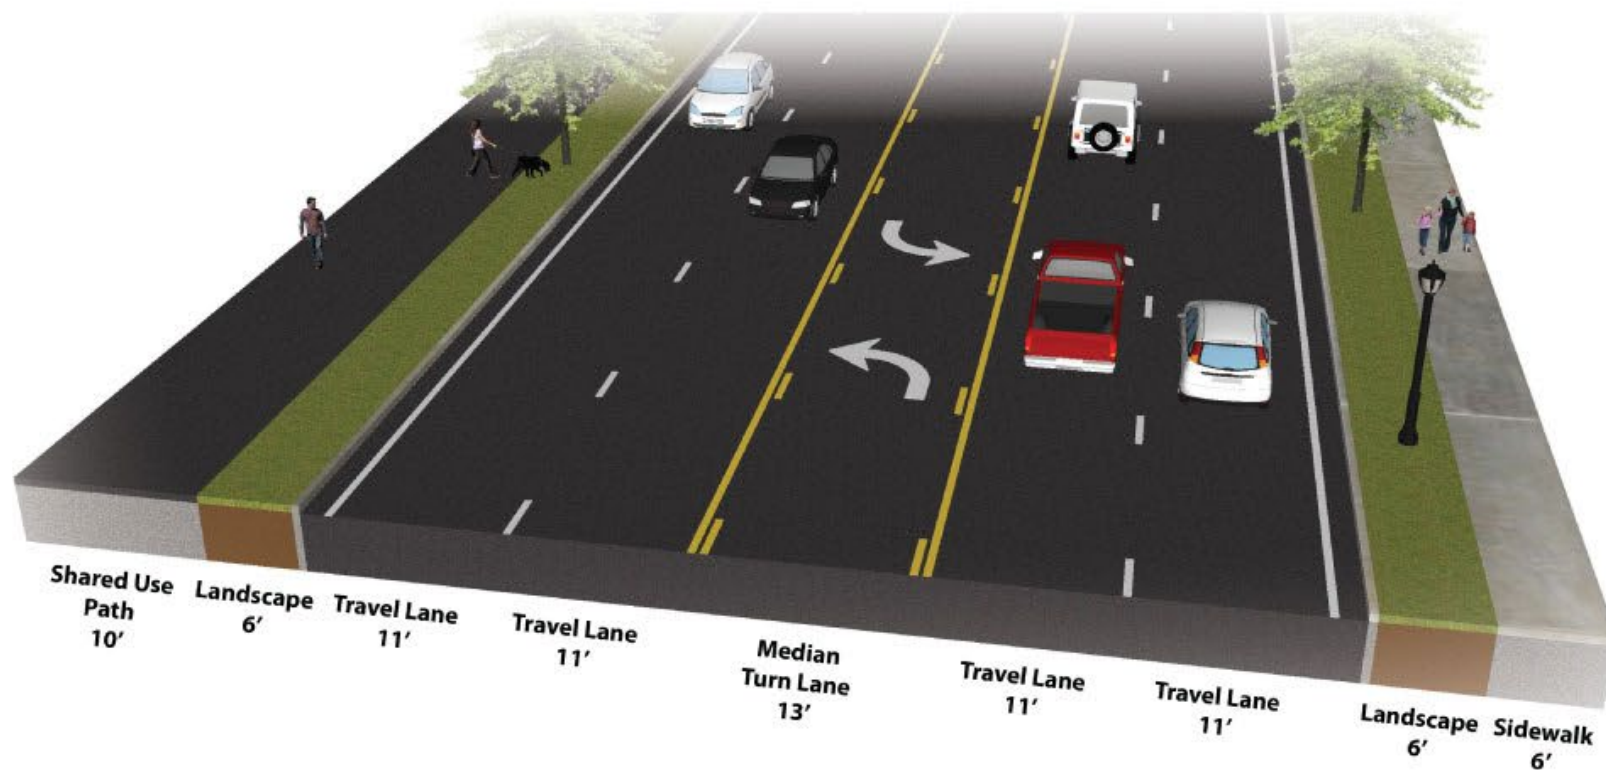 Shared Use
Path
10’
Landscape
6’
Travel Lane
11’
Travel Lane
11’
Median
Turn Lane
13’
Travel Lane
11’
Travel Lane
11’
Landscape
6’
Sidewalk
6’